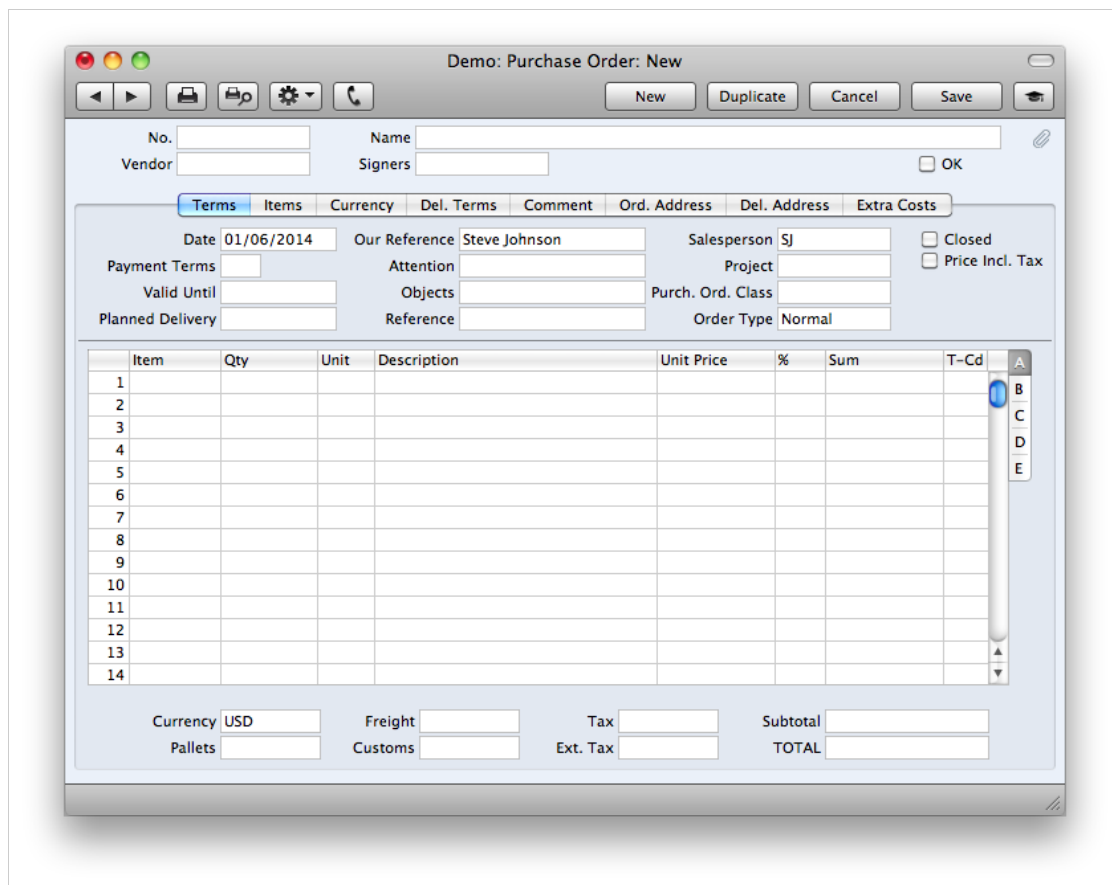 Demo: Purchase Order: New
New Duplicate Cancel Save
No. Name
Vendor Signers OK
Terms Items Currency Del. Terms Comment Ord. Address Del. Address Extra Costs
Date 01/06/2014 Our Reference Steve Johnson Salesperson SJ Closed
Payment Terms Attention Project Price Incl. Tax
Valid Until Objects Purch. Ord. Class
Planned Delivery Reference Order Type Normal
Item Qty Unit Description Unit Price % Sum T-Cd A
1
B
2
C
3
D
4
E
5
6
7
8
9
10
11
12
13
14
Currency USD Freight Tax Subtotal
Pallets Customs Ext. Tax TOTAL